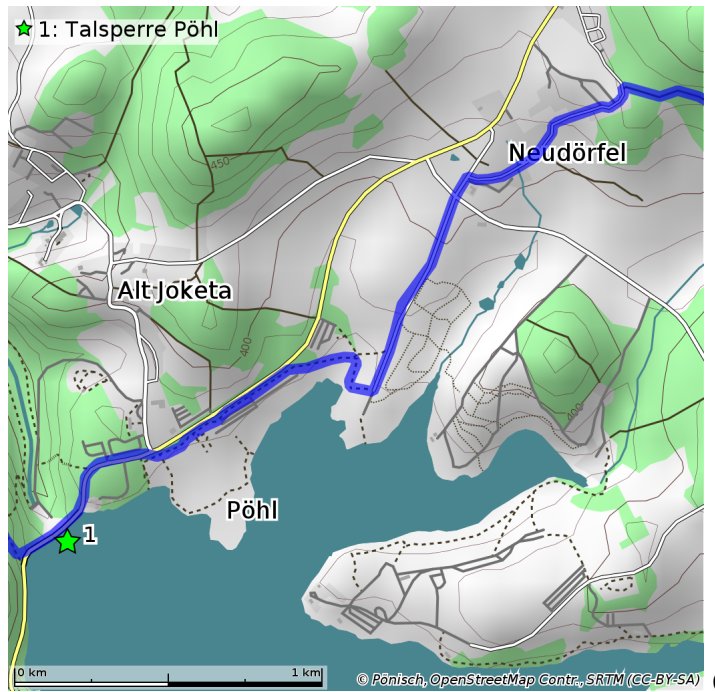 1: Talsperre Pöhl
450
Neudörfel
Alt Joketa
400
400
Pöhl
1
0 km 1 km
© Pönisch, OpenStreetMap Contr., SRTM (CC-BY-SA)